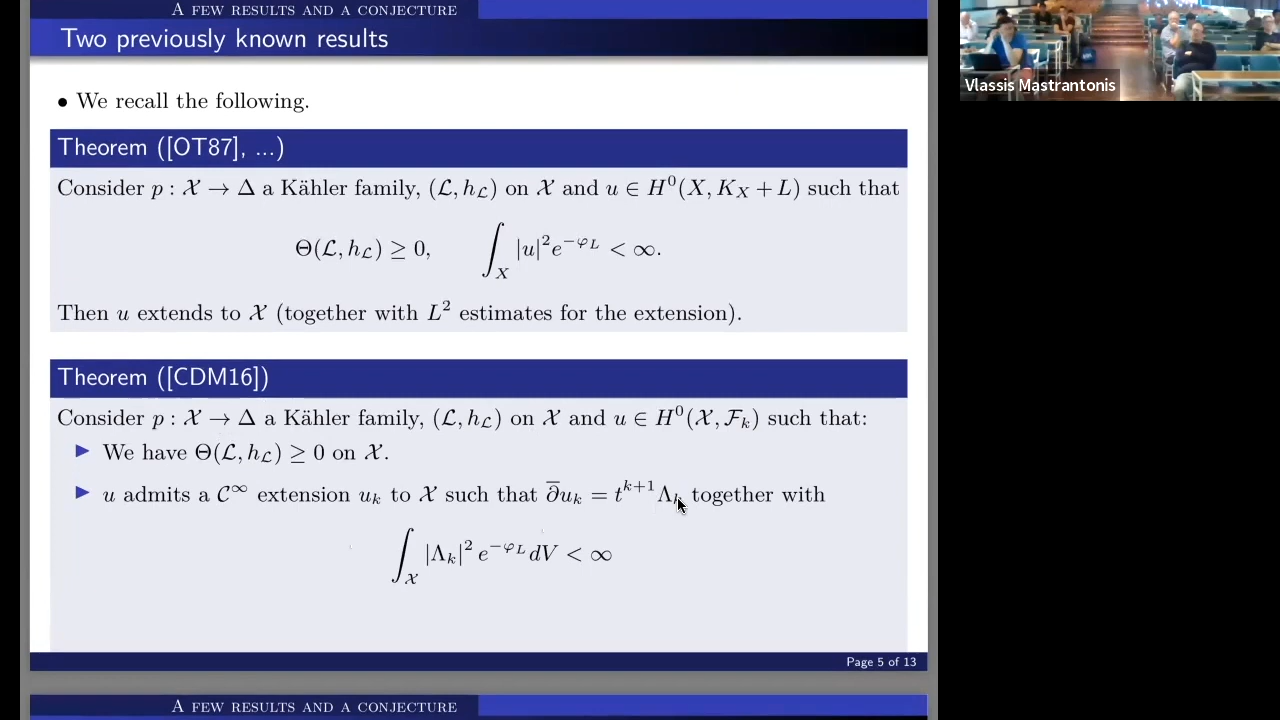 A FEW RESULTS AND A CONJECTURE
Two previously known results
• We recall the following.
Theorem ([OT87], ...)
Consider p : 𝒳 → Δ a Kähler family, (ℒ, h_ℒ) on 𝒳 and u ∈ H⁰(X, K_X + L) such that
Θ(ℒ, h_ℒ) ≥ 0, ∫_X |u|² e^{−φ_L} < ∞.
Then u extends to 𝒳 (together with L² estimates for the extension).
Theorem ([CDM16])
Consider p : 𝒳 → Δ a Kähler family, (ℒ, h_ℒ) on 𝒳 and u ∈ H⁰(𝒳, ℱ_k) such that:
▶ We have Θ(ℒ, h_ℒ) ≥ 0 on 𝒳.
▶ u admits a 𝒞^∞ extension u_k to 𝒳 such that ∂̄u_k = t^{k+1}Λ_k together with
∫_𝒳 |Λ_k|² e^{−φ_L} dV < ∞
Page 5 of 13
A FEW RESULTS AND A CONJECTURE
Vlassis Mastrantonis